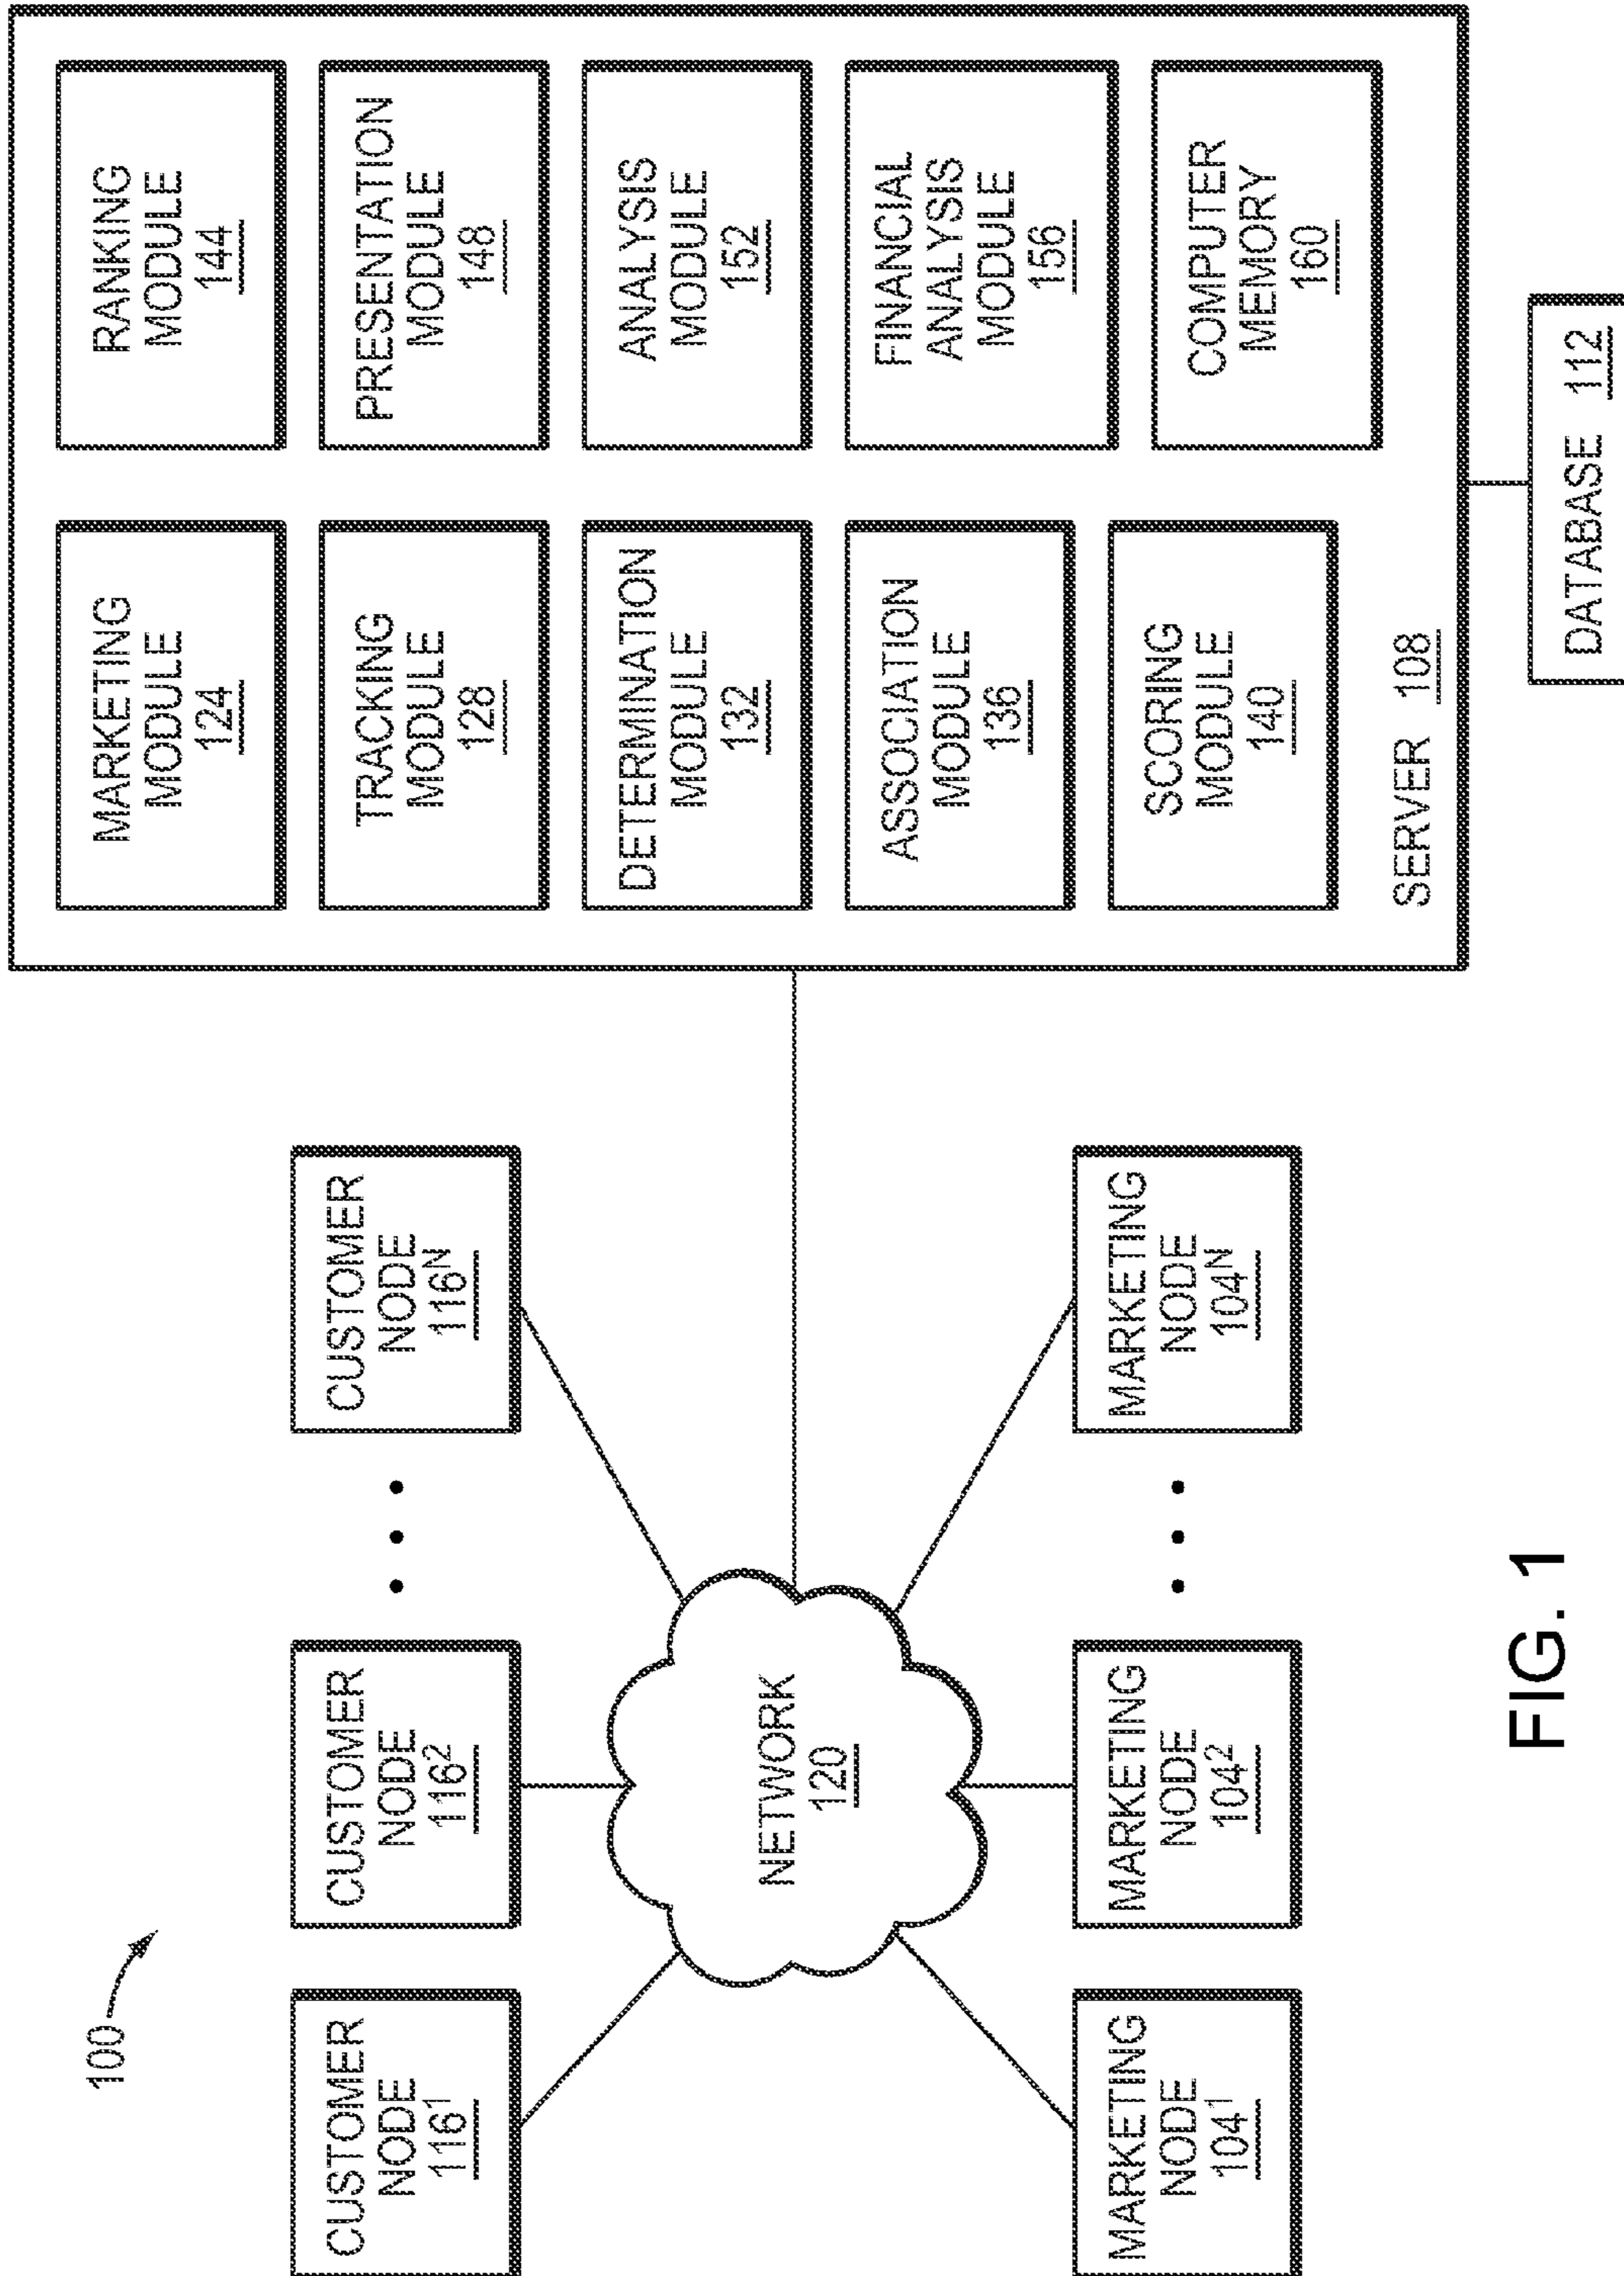 100
CUSTOMER
NODE
116¹
CUSTOMER
NODE
116²
• • •
CUSTOMER
NODE
116ᴺ
NETWORK
120
MARKETING
NODE
104¹
MARKETING
NODE
104²
• • •
MARKETING
NODE
104ᴺ
MARKETING
MODULE
124
TRACKING
MODULE
128
DETERMINATION
MODULE
132
ASSOCIATION
MODULE
136
SCORING
MODULE
140
RANKING
MODULE
144
PRESENTATION
MODULE
148
ANALYSIS
MODULE
152
FINANCIAL
ANALYSIS
MODULE
156
COMPUTER
MEMORY
160
SERVER 108
DATABASE 112
FIG. 1